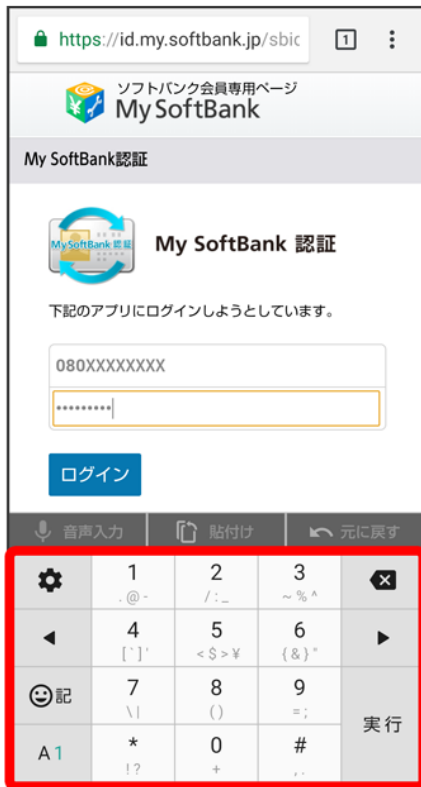 https://id.my.softbank.jp/sbic
1
ソフトバンク会員専用ページ
My SoftBank
My SoftBank認証
My SoftBank 認証
My SoftBank 認証
下記のアプリにログインしようとしています。
080XXXXXXXX
•••••••••
ログイン
音声入力 貼付け 元に戻す
1 2 3
.@- /:_ ~%^
4 5 6
[`]' <$>¥ {&}"
記 7 8 9
\| () =;
実行
A1 * 0 #
!? + ,.